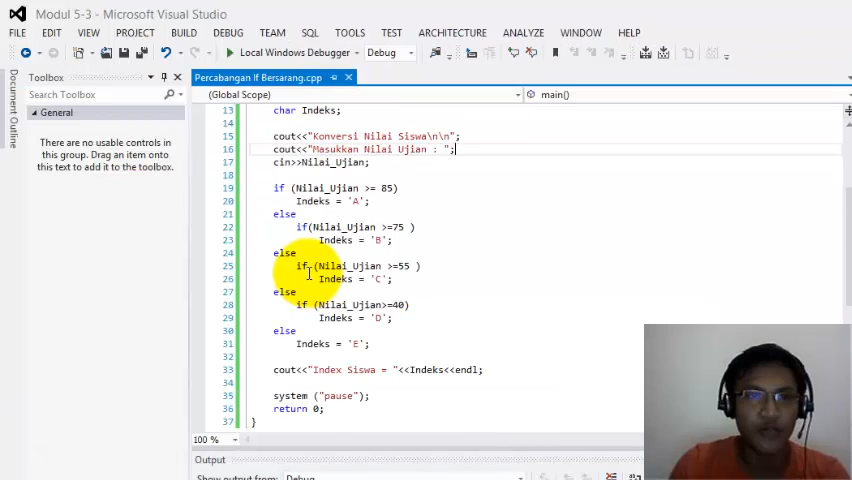 Modul 5-3 - Microsoft Visual Studio
FILE EDIT VIEW PROJECT BUILD DEBUG TEAM SQL TOOLS TEST ARCHITECTURE ANALYZE WINDOW HELP
Local Windows Debugger Debug
Document Outline
Toolbox
Search Toolbox
General
There are no usable controls in
this group. Drag an item onto
this text to add it to the toolbox.
Percabangan If Bersarang.cpp
(Global Scope) main()
13 char Indeks;
14
15 cout<<"Konversi Nilai Siswa\n\n";
16 cout<<"Masukkan Nilai Ujian : ";
17 cin>>Nilai_Ujian;
18
19 if (Nilai_Ujian >= 85)
20 Indeks = 'A';
21 else
22 if(Nilai_Ujian >=75 )
23 Indeks = 'B';
24 else
25 if (Nilai_Ujian >=55 )
26 Indeks = 'C';
27 else
28 if (Nilai_Ujian>=40)
29 Indeks = 'D';
30 else
31 Indeks = 'E';
32
33 cout<<"Index Siswa = "<<Indeks<<endl;
34
35 system ("pause");
36 return 0;
37 }
100 %
Output
Show output from: Debug